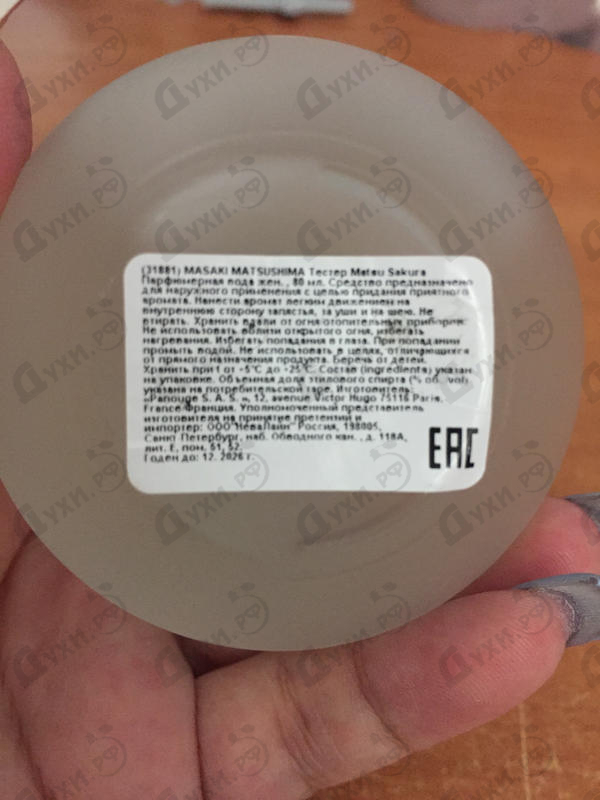 (31881) MASAKI MATSUSHIMA Тестер Matsu Sakura
Парфюмерная вода жен. , 80 мл. Средство предназначено
для наружного применения с целью придания приятного
аромата. Нанести аромат легким движением на
внутреннюю сторону запястья, за уши и на шею. Не
втирать. Хранить вдали от огня отопительных приборов.
Не использовать вблизи открытого огня, избегать
нагревания. Избегать попадания в глаза. При попадании
промыть водой. Не использовать в целях, отличающихся
от прямого назначения продукта. Беречь от детей.
Хранить при t от -5°C до +25°C. Состав (ingredients) указан
на упаковке. Объемная доля этилового спирта (% об., vol)
указана на потребительской таре. Изготовитель:
«Panouge S. A. S. », 12, avenue Victor Hugo 75116 Paris,
France/Франция. Уполномоченный представитель
изготовителя на принятие претензий и
импортер: ООО "НеваЛайн" Россия, 198005,
Санкт Петербург, наб. Обводного кан. , д. 118А,
лит. Е, пом. 51, 52.
Годен до: 12. 2026 г.
EAC
Духи.рф